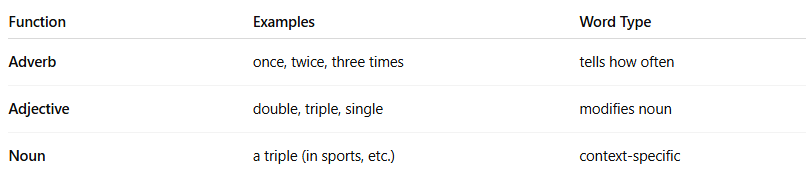 Function Examples Word Type
Adverb once, twice, three times tells how often
Adjective double, triple, single modifies noun
Noun a triple (in sports, etc.) context-specific